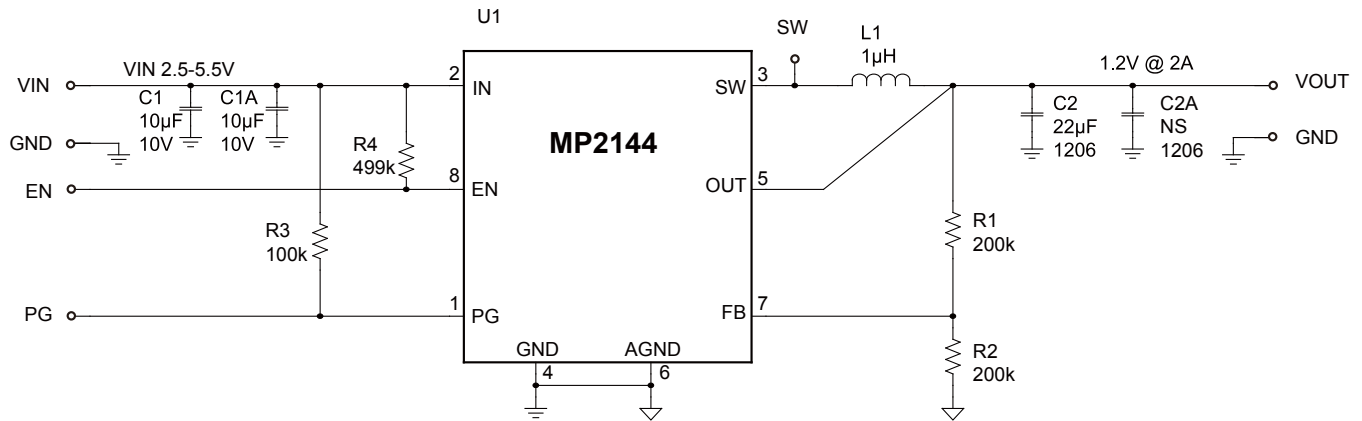 U1
SW
L1
1µH
VIN
VIN 2.5-5.5V
2
IN
SW
3
1.2V @ 2A
VOUT
C1
10µF
10V
C1A
10µF
10V
C2
22µF
1206
C2A
NS
1206
GND
GND
R4
499k
MP2144
EN
8
EN
OUT
5
R3
100k
R1
200k
PG
1
PG
FB
7
GND
4
AGND
6
R2
200k